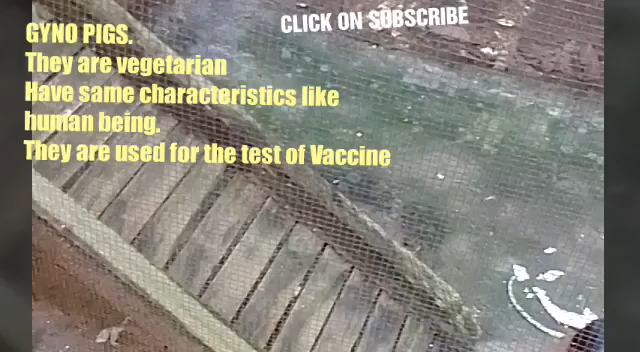 CLICK ON SUBSCRIBE
GYNO PIGS.
They are vegetarian
Have same characteristics like
human being.
They are used for the test of Vaccine